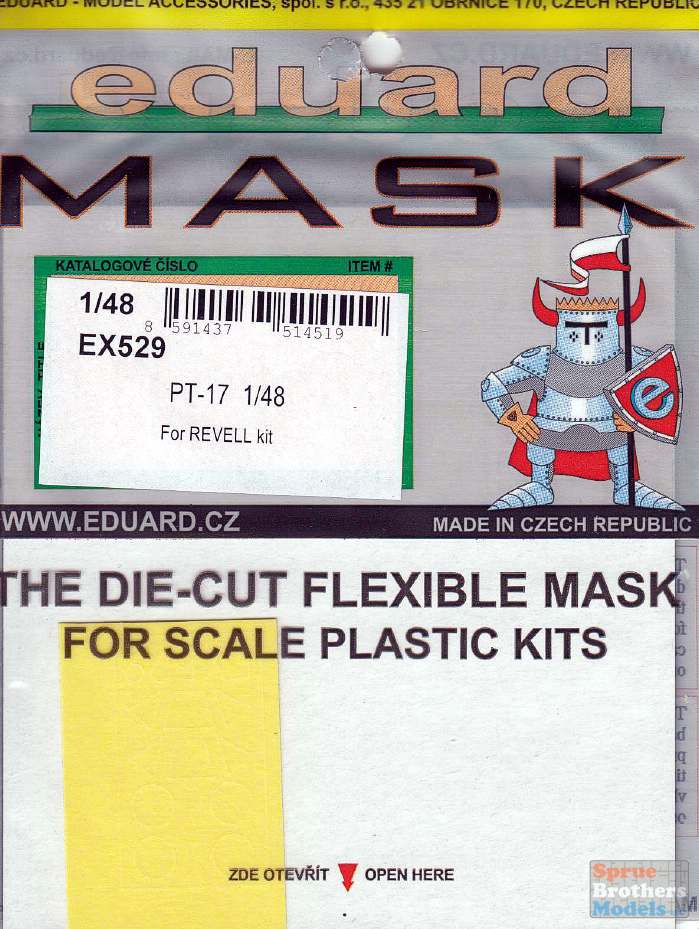 EDUARD - MODEL ACCESSORIES, spol. s r.o., 435 21 OBRNICE 170, CZECH REPUBLIC
eduard
MASK
KATALOGOVÉ ČÍSLO ITEM #
1/48
8 591437 514519
EX529
PT-17 1/48
For REVELL kit
e
WWW.EDUARD.CZ MADE IN CZECH REPUBLIC
THE DIE-CUT FLEXIBLE MASK
FOR SCALE PLASTIC KITS
ZDE OTEVŘÍT OPEN HERE
Sprue
Brothers
Models.com